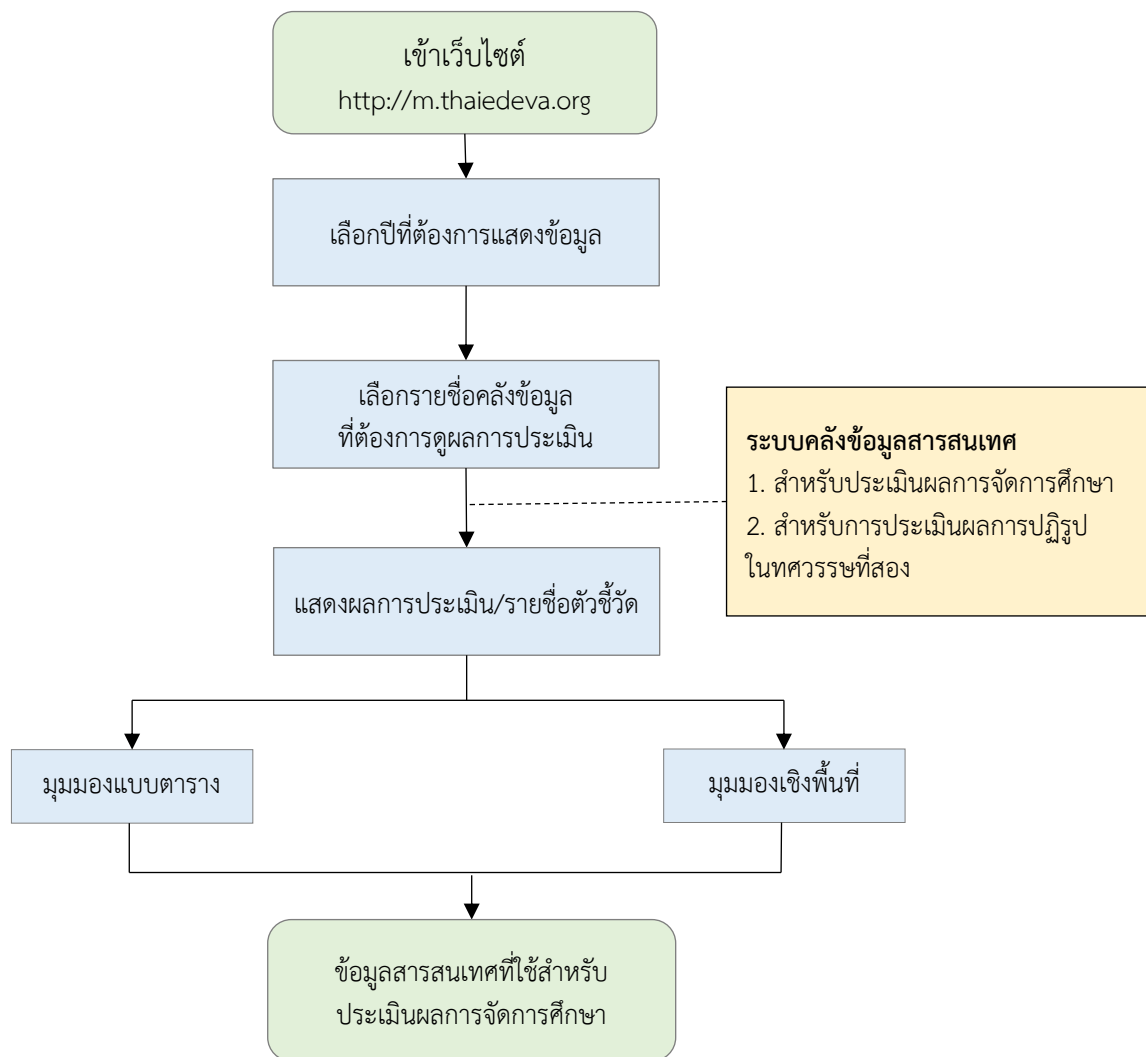 เข้าเว็บไซต์
http://m.thaiedeva.org
เลือกปีที่ต้องการแสดงข้อมูล
เลือกรายชื่อคลังข้อมูล
ที่ต้องการดูผลการประเมิน
ระบบคลังข้อมูลสารสนเทศ
1. สำหรับประเมินผลการจัดการศึกษา
2. สำหรับการประเมินผลการปฏิรูป
ในทศวรรษที่สอง
แสดงผลการประเมิน/รายชื่อตัวชี้วัด
มุมมองแบบตาราง
มุมมองเชิงพื้นที่
ข้อมูลสารสนเทศที่ใช้สำหรับ
ประเมินผลการจัดการศึกษา